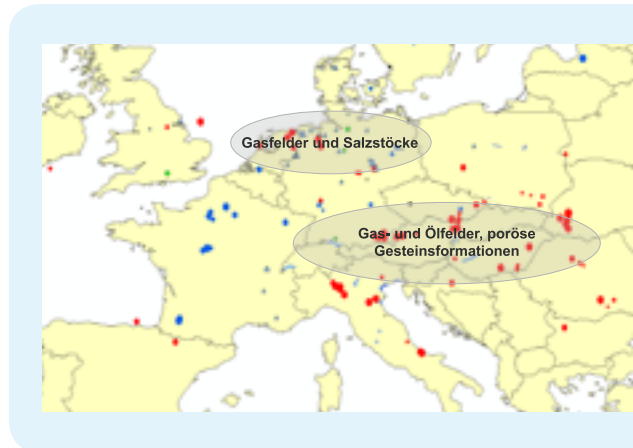 Gasfelder und Salzstöcke
Gas- und Ölfelder, poröse
Gesteinsformationen